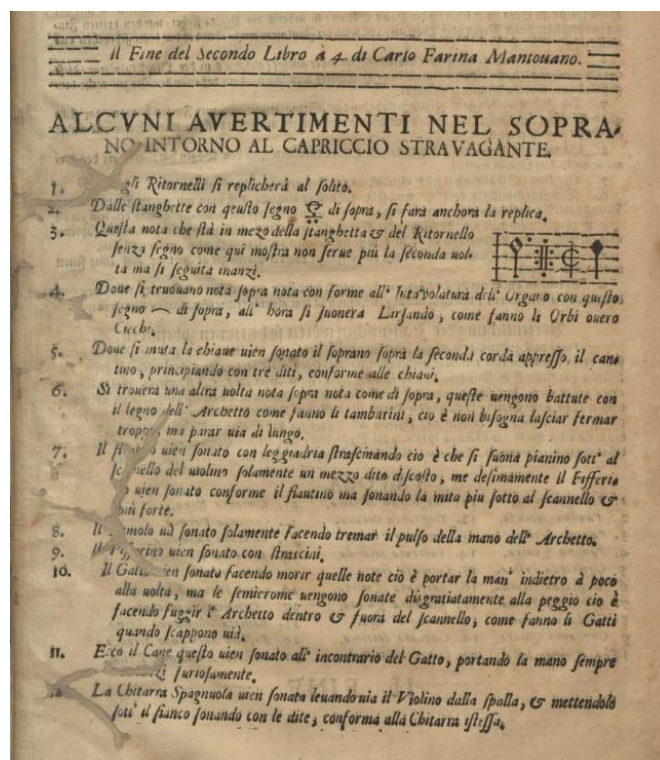 Il Fine del Secondo Libro à 4. di Carlo Farina Mantouano.
ALCVNI AVERTIMENTI NEL SOPRA-
NO INTORNO AL CAPRICCIO STRAVAGANTE.
1. gli Ritornelli ſi replicherà al ſolito.
2. Dalle ſtanghette con queſto ſegno di ſopra, ſi farà anchora la replica.
3. Queſta nota che ſtà in mezo della ſtanghetta & del Ritornello
ſenza ſegno come qui moſtra non ſerue più la ſeconda uol-
ta ma ſi ſeguita inanzi.
4. Doue ſi truouano nota ſopra nota con forme all' Intavolatura dell' Organo con queſto
ſegno di ſopra, all' hora ſi ſuonerà Lirſando, come fanno li Orbi ouero
Ciechi.
5. Doue ſi muta la chiaue uien ſonato il ſoprano ſopra la ſeconda corda appreſſo il can-
tino, principiando con tre diti, conforme alle chiaui.
6. Si trouerà una altra uolta nota ſopra nota come di ſopra, queſte uengono battute con
il legno dell' Archetto come fanno li tambarini, ciò è non biſogna laſciar fermar
troppo, ma parar uia di lungo.
7. Il uien ſonato con leggiadria ſtraſcinando ciò è che ſi ſuona pianino ſott' al
del uiolino ſolamente un mezzo dito diſcoſto, me deſimamente il Fifferi-
no uien ſonato conforme il flautino ma ſonando la mità piu ſotto al ſcannello &
più forte.
8. Il Tremolo uà ſonato ſolamente facendo tremar il pulſo della mano dell' Archetto.
9. Il Fifferino uien ſonato con ſtraſcini.
10. Il Gatto uien ſonato facendo morir quelle note ciò è portar la man' indietro à poco
alla uolta, ma le ſemicrome uengono ſonate diſgratiatamente alla peggio ciò è
facendo fuggir l' Archetto dentro & fuora del ſcannello, come fanno li Gatti
quando ſcappono uià.
11. Ecco il Cane queſto uien ſonato all' incontrario del Gatto, portando la mano ſempre
inanzi furioſamente.
12. La Chitarra Spagnuola uien ſonata leuando uia il Violino dalla ſpalla, & mettendolo
ſott' il fianco ſonando con le dite, conforma alla Chitarra iſteſſa.